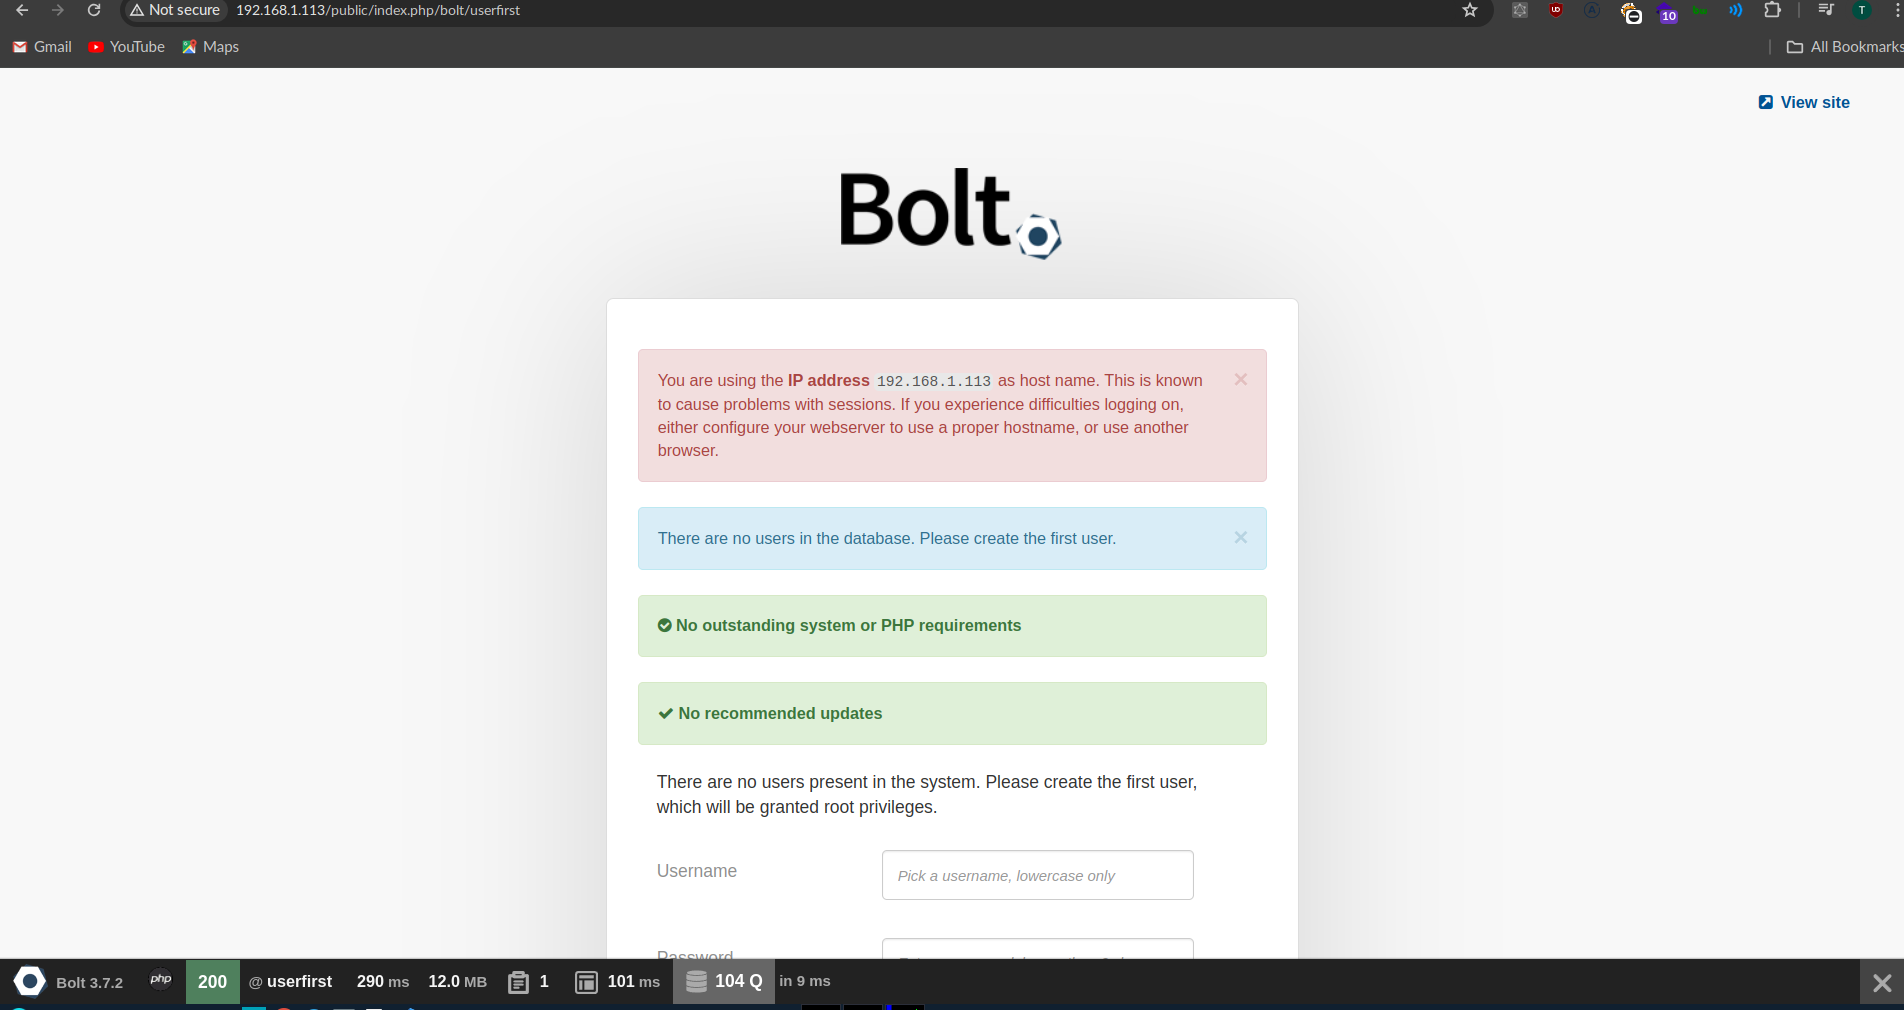 Not secure 192.168.1.113/public/index.php/bolt/userfirst
10
T
Gmail YouTube Maps All Bookmarks
View site
Bolt
You are using the IP address 192.168.1.113 as host name. This is known
to cause problems with sessions. If you experience difficulties logging on,
either configure your webserver to use a proper hostname, or use another
browser.
There are no users in the database. Please create the first user.
No outstanding system or PHP requirements
No recommended updates
There are no users present in the system. Please create the first user,
which will be granted root privileges.
Username Pick a username, lowercase only
Password
Bolt 3.7.2 php 200 @ userfirst 290 ms 12.0 MB 1 101 ms 104 Q in 9 ms